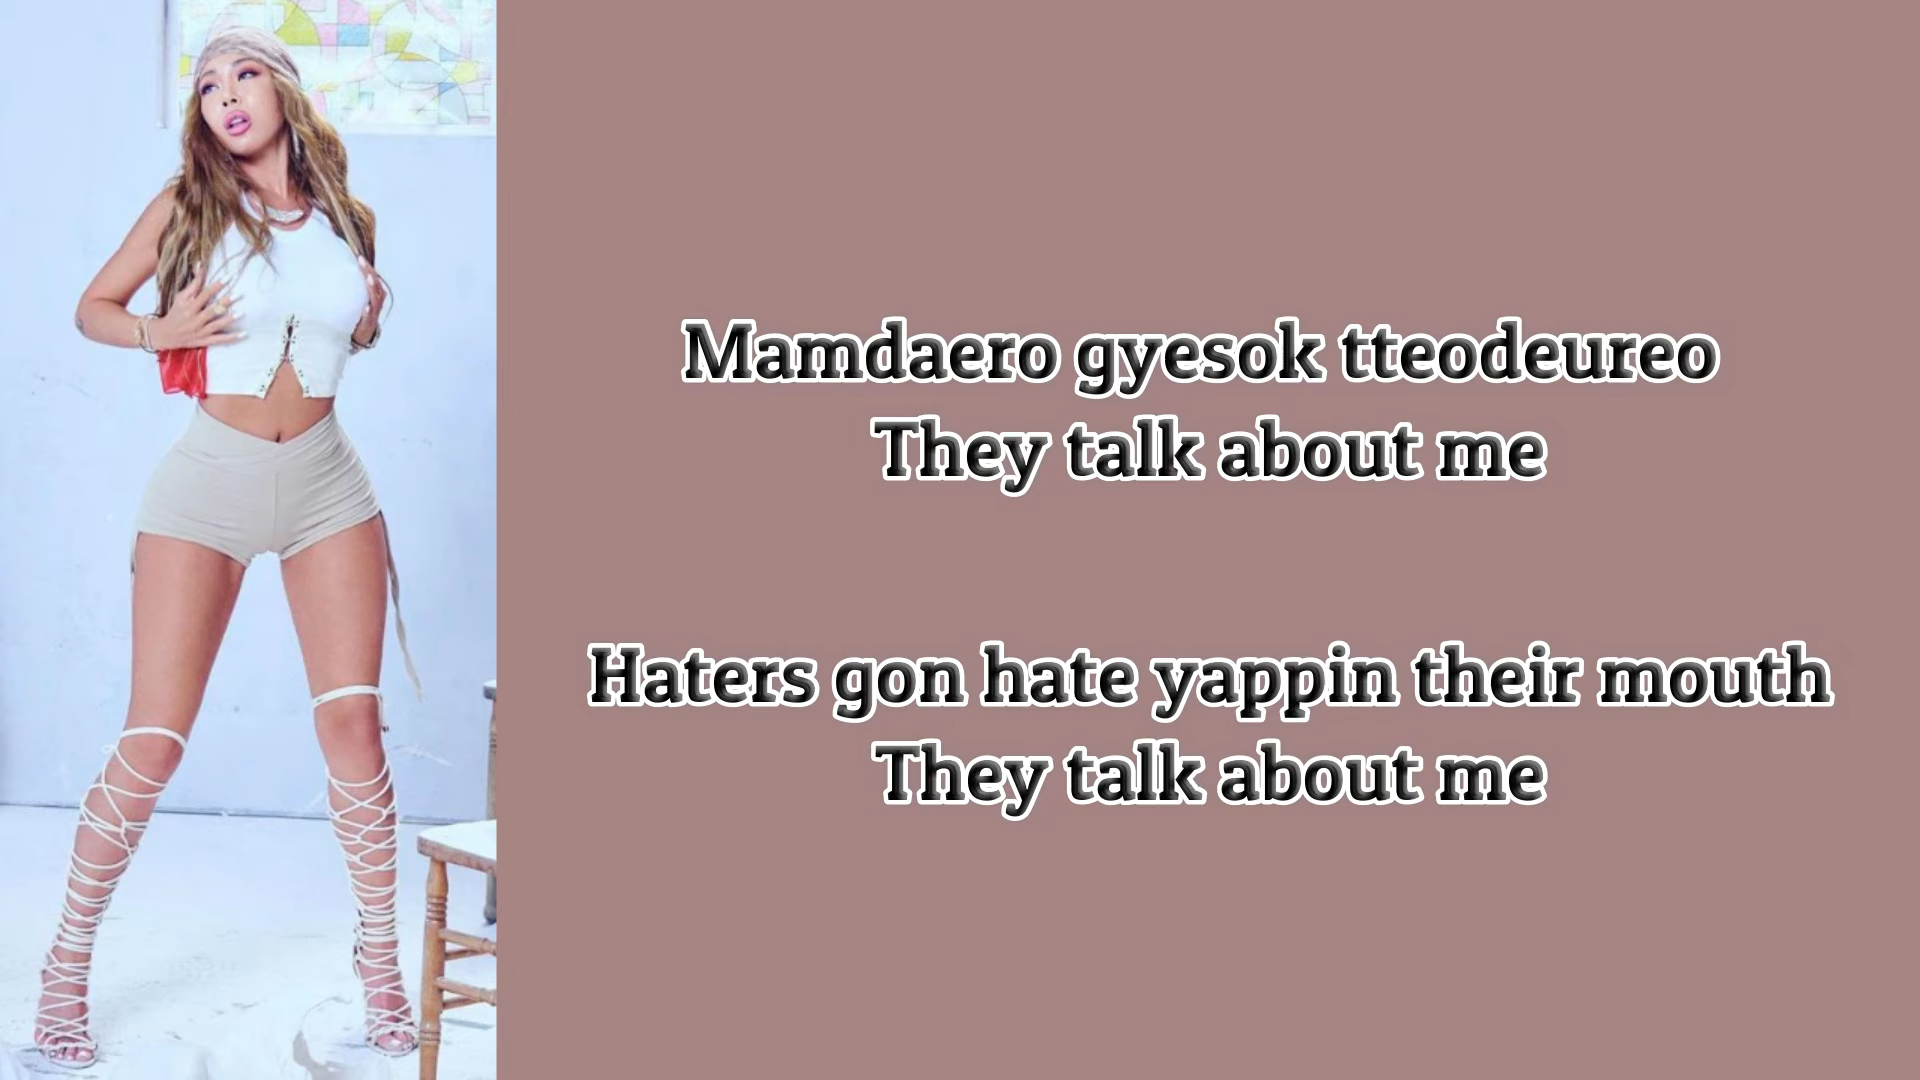 Mamdaero gyesok tteodeureo
They talk about me
Haters gon hate yappin their mouth
They talk about me